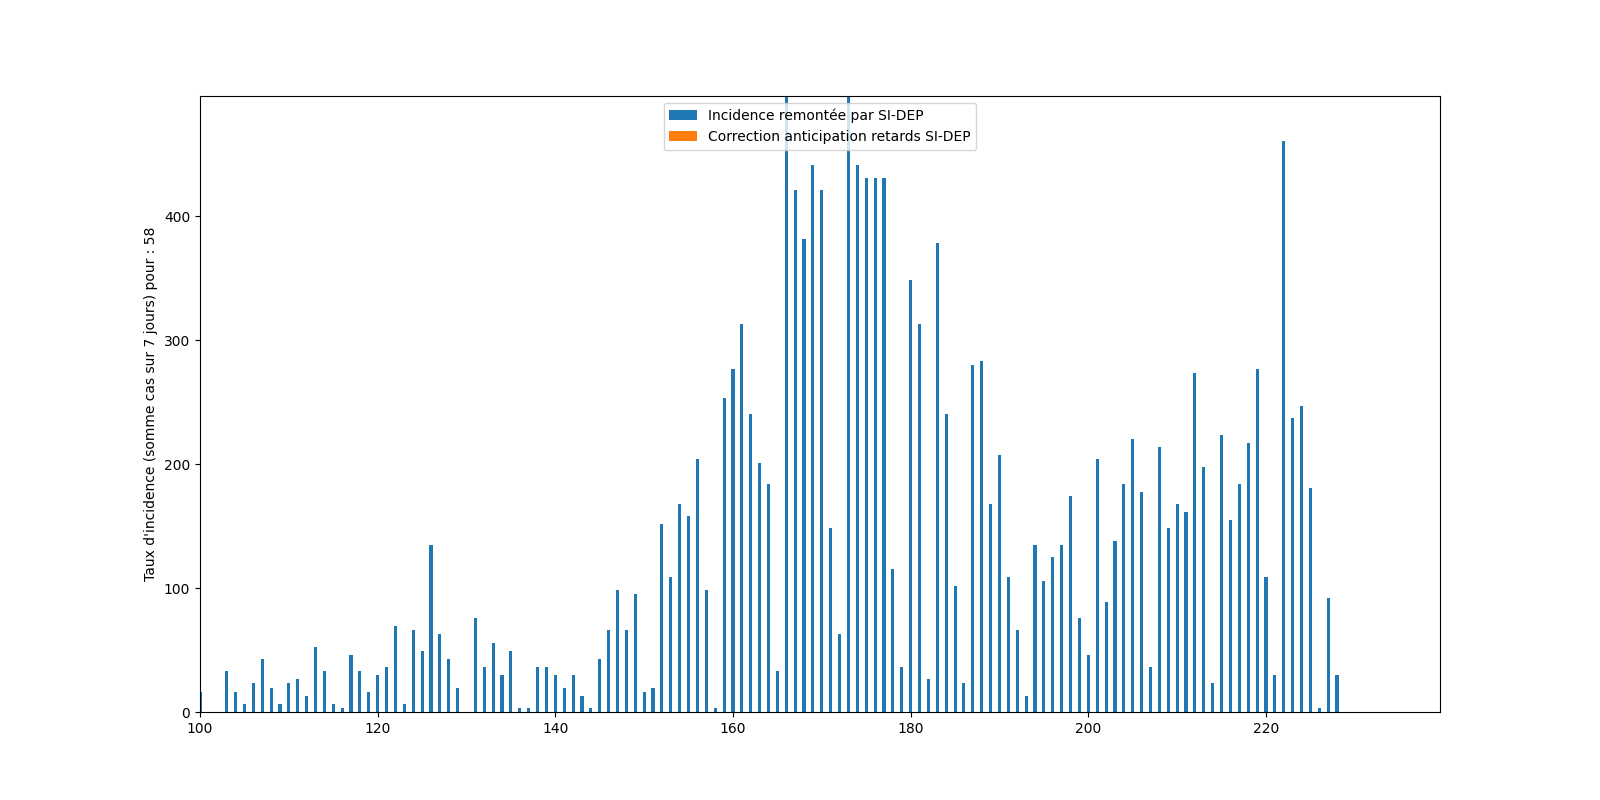 Incidence remontée par SI-DEP
Correction anticipation retards SI-DEP
Taux d'incidence (somme cas sur 7 jours) pour : 58
400
300
200
100
0
100 120 140 160 180 200 220